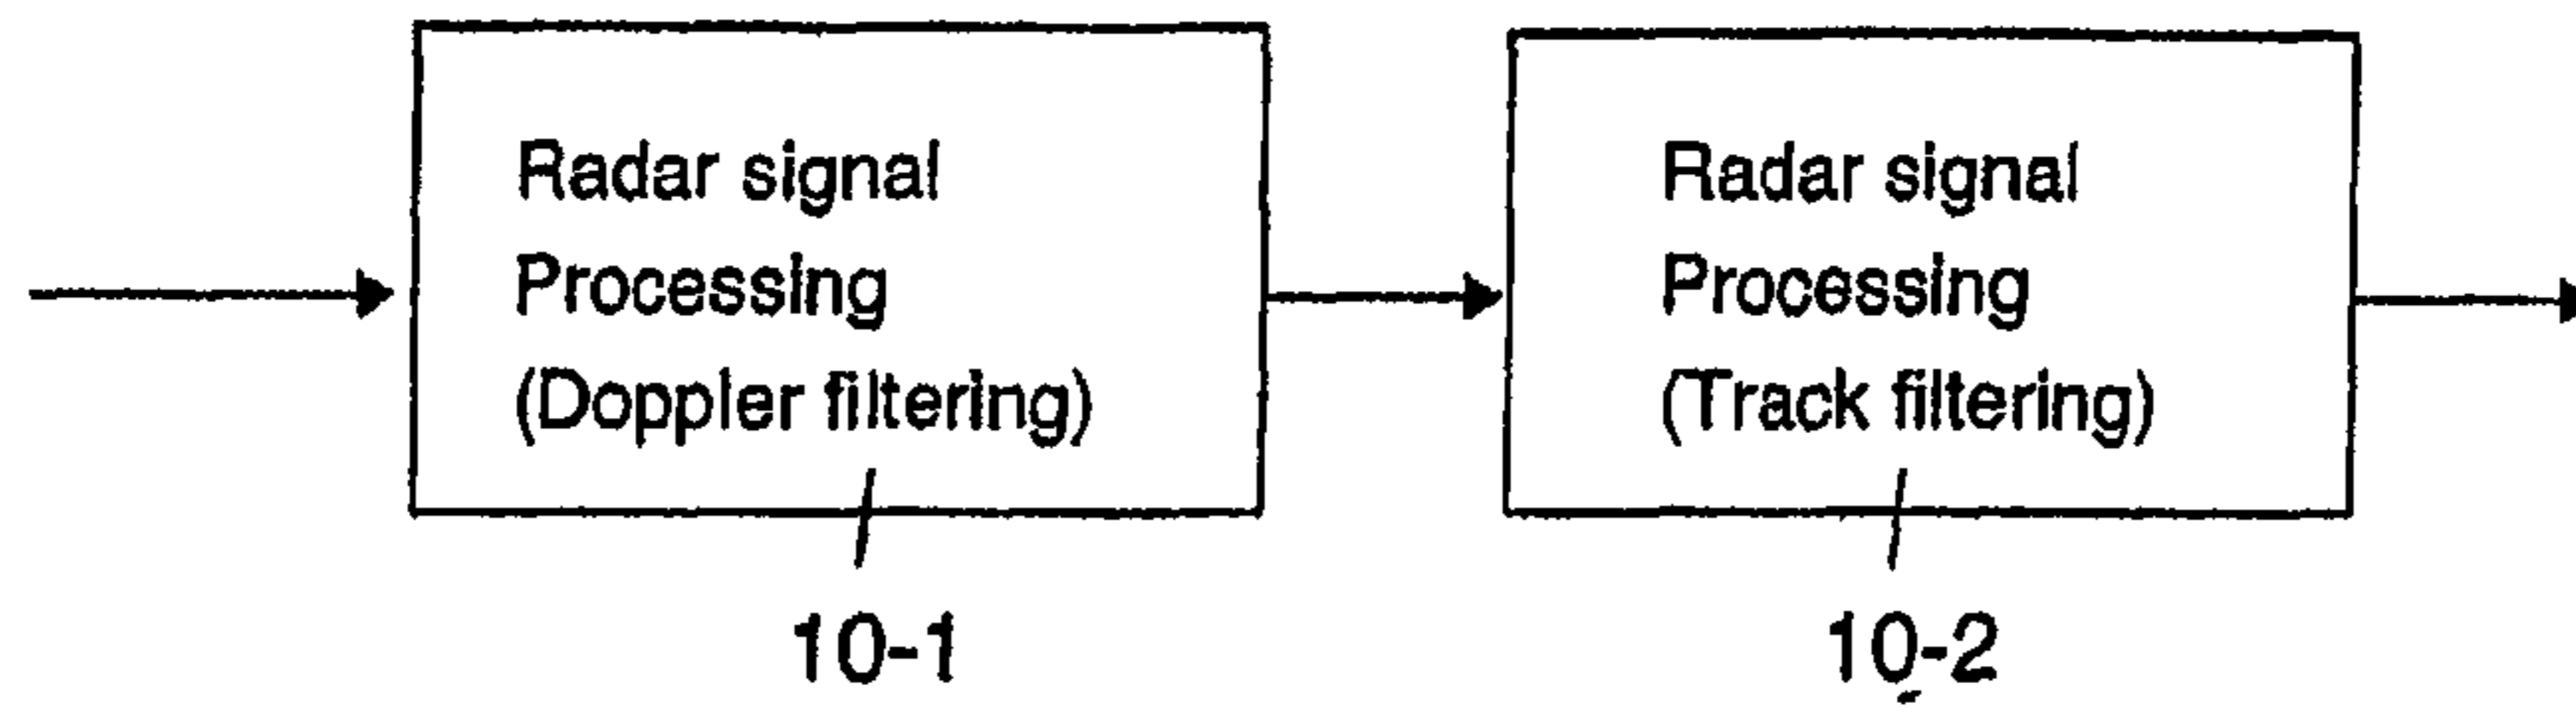 Radar signal
Processing
(Doppler filtering)
10-1
Radar signal
Processing
(Track filtering)
10-2